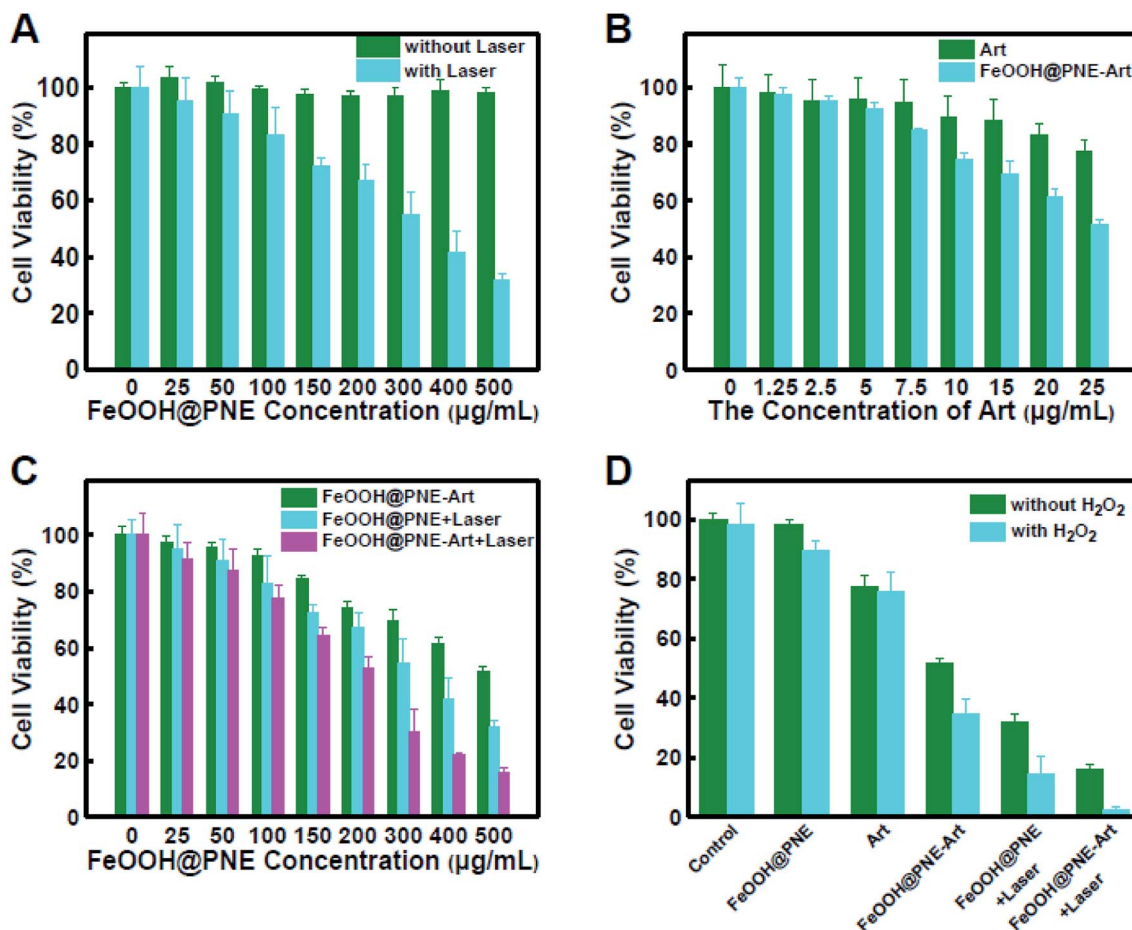 A
without Laser
with Laser
Cell Viability (%)
100
80
60
40
20
0
0 25 50 100 150 200 300 400 500
FeOOH@PNE Concentration (µg/mL)
B
Art
FeOOH@PNE-Art
Cell Viability (%)
100
80
60
40
20
0
0 1.25 2.5 5 7.5 10 15 20 25
The Concentration of Art (µg/mL)
C
FeOOH@PNE-Art
FeOOH@PNE+Laser
FeOOH@PNE-Art+Laser
Cell Viability (%)
100
80
60
40
20
0
0 25 50 100 150 200 300 400 500
FeOOH@PNE Concentration (µg/mL)
D
without H₂O₂
with H₂O₂
Cell Viability (%)
100
80
60
40
20
0
Control
FeOOH@PNE
Art
FeOOH@PNE-Art
FeOOH@PNE
+Laser
FeOOH@PNE-Art
+Laser